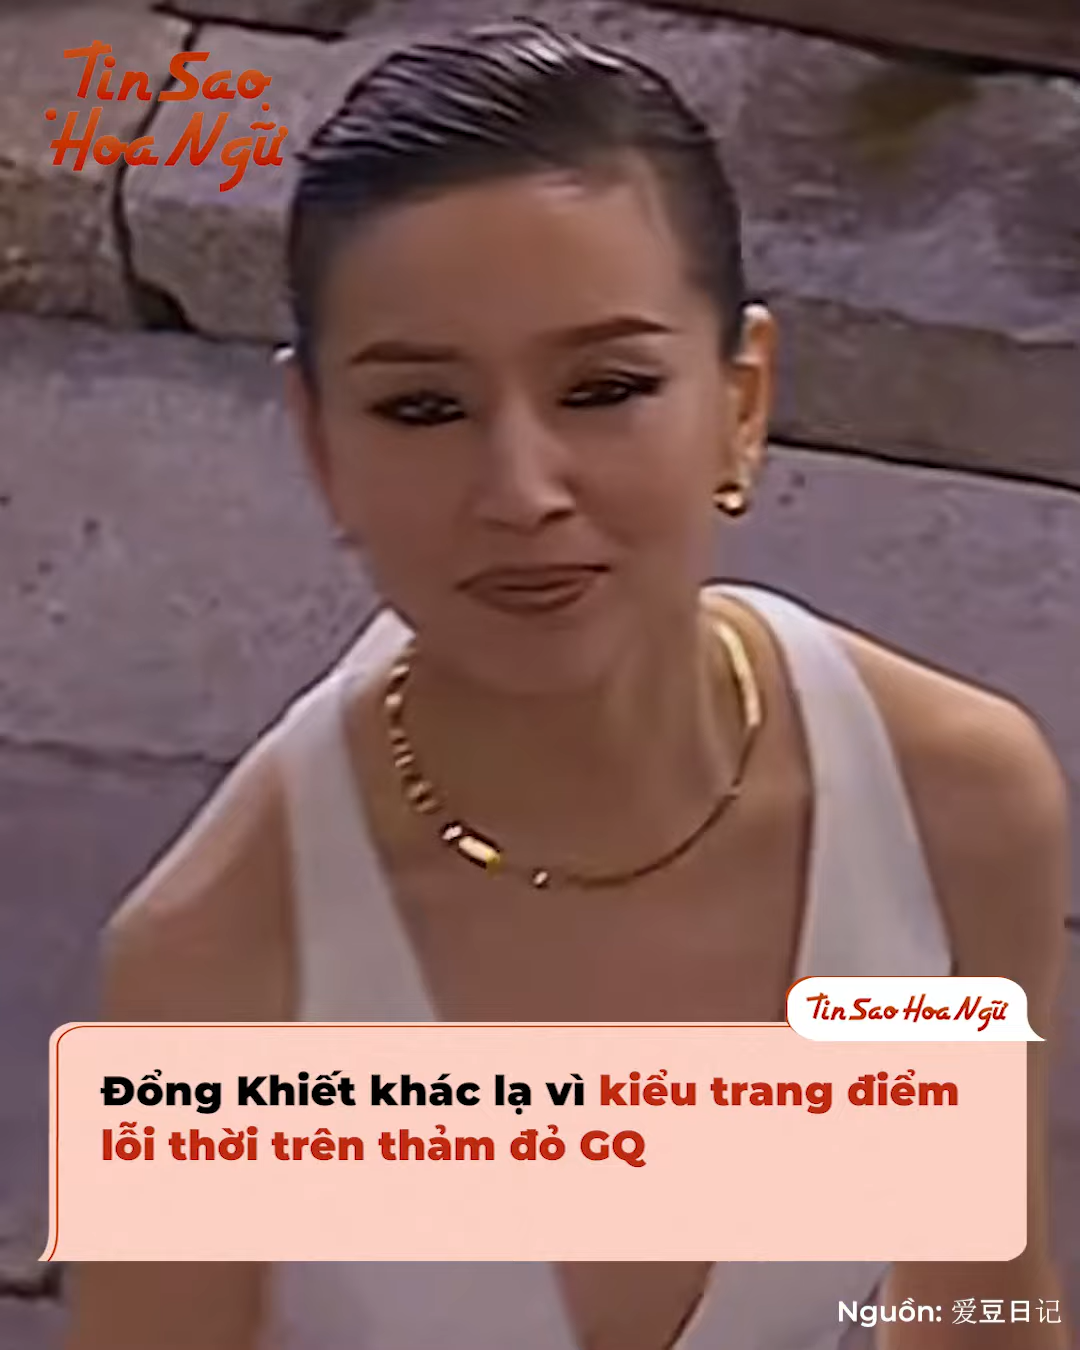 Tin Sao
Hoa Ngữ
Tin Sao Hoa Ngữ
Đổng Khiết khác lạ vì kiểu trang điểm
lỗi thời trên thảm đỏ GQ
Nguồn: 爱豆日记